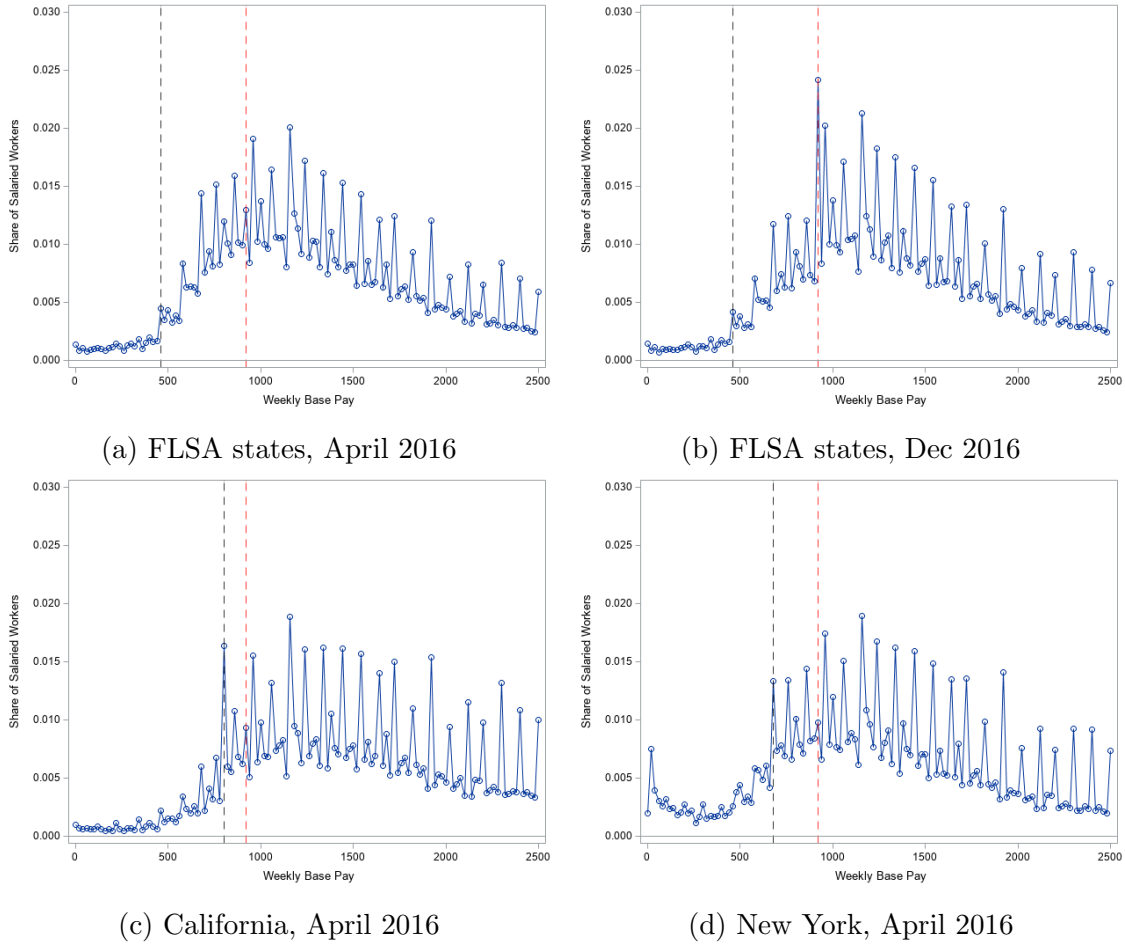 0.030
0.025
0.020
0.015
0.010
0.005
0.000
Share of Salaried Workers
0 500 1000 1500 2000 2500
Weekly Base Pay
(a) FLSA states, April 2016
0.030
0.025
0.020
0.015
0.010
0.005
0.000
Share of Salaried Workers
0 500 1000 1500 2000 2500
Weekly Base Pay
(b) FLSA states, Dec 2016
0.030
0.025
0.020
0.015
0.010
0.005
0.000
Share of Salaried Workers
0 500 1000 1500 2000 2500
Weekly Base Pay
(c) California, April 2016
0.030
0.025
0.020
0.015
0.010
0.005
0.000
Share of Salaried Workers
0 500 1000 1500 2000 2500
Weekly Base Pay
(d) New York, April 2016